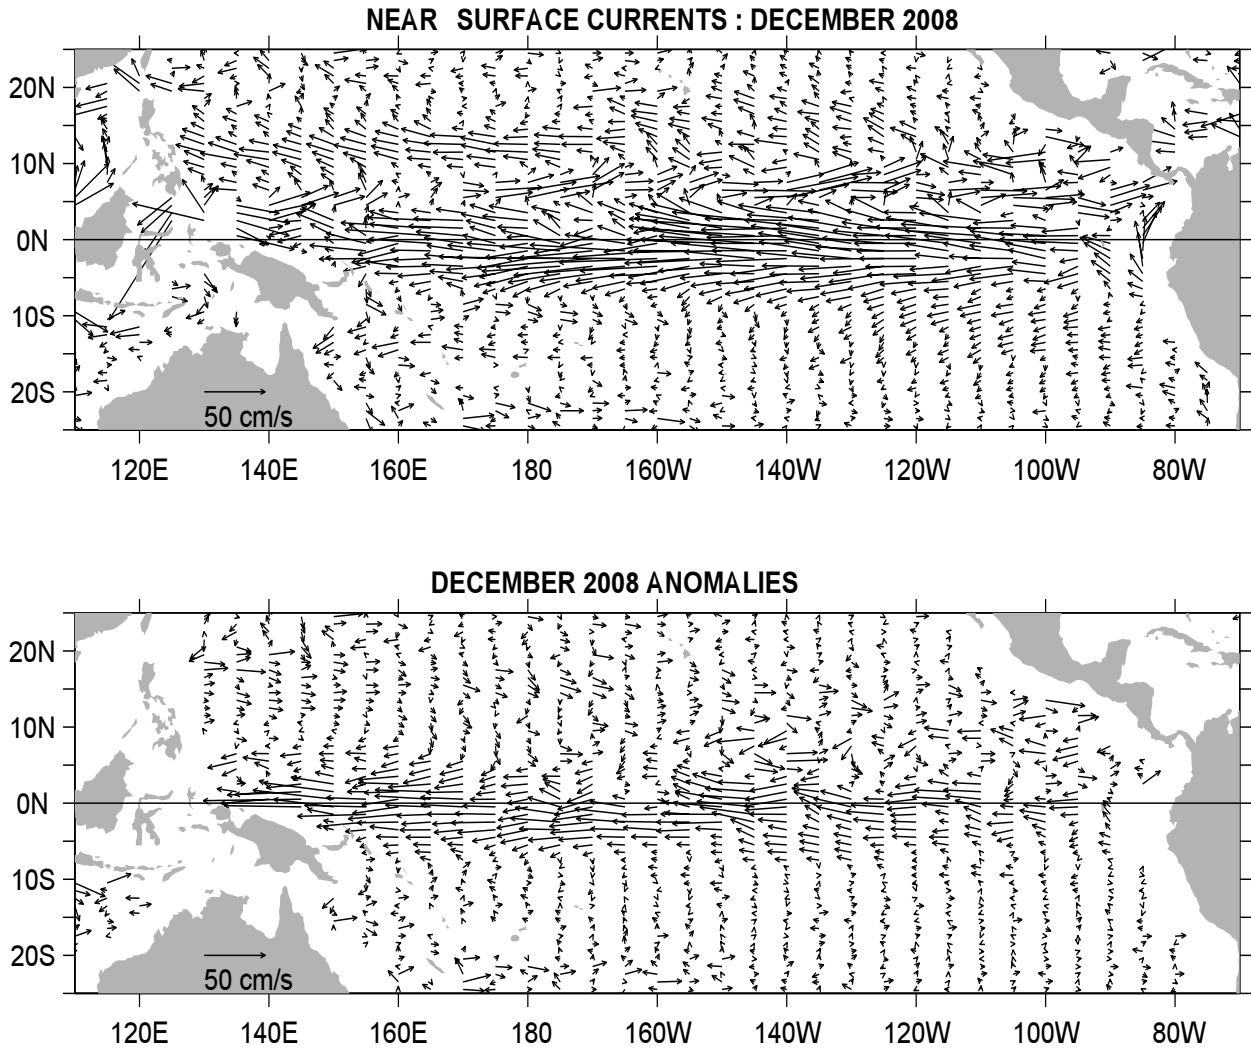 NEAR SURFACE CURRENTS : DECEMBER 2008
20N
10N
0N
10S
20S
50 cm/s
120E 140E 160E 180 160W 140W 120W 100W 80W
DECEMBER 2008 ANOMALIES
20N
10N
0N
10S
20S
50 cm/s
120E 140E 160E 180 160W 140W 120W 100W 80W